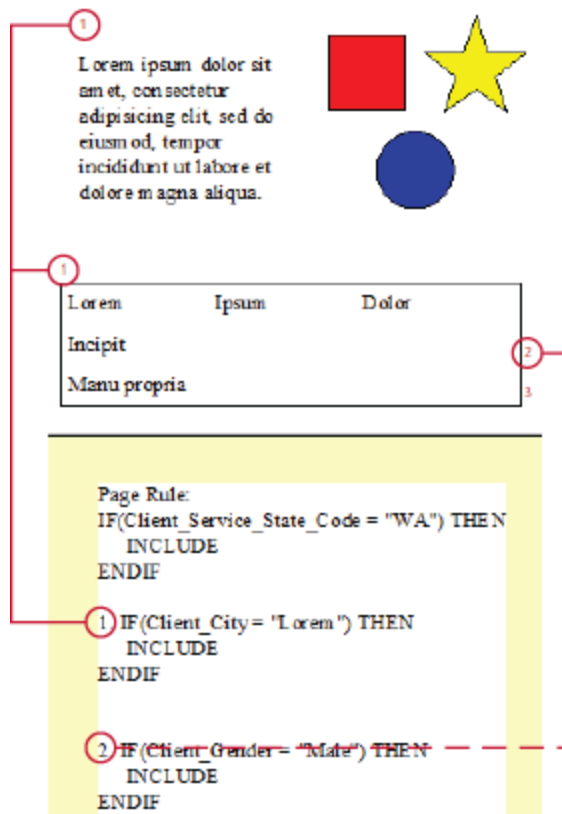 1
Lorem ipsum dolor sit
amet, consectetur
adipisicing elit, sed do
eiusmod, tempor
incididunt ut labore et
dolore magna aliqua.
1
Lorem Ipsum Dolor
Incipit
2
Manu propria
3
Page Rule:
IF(Client_Service_State_Code = "WA") THEN
INCLUDE
ENDIF
1 IF(Client_City = "Lorem") THEN
INCLUDE
ENDIF
2 IF(Client_Gender = "Male") THEN
INCLUDE
ENDIF